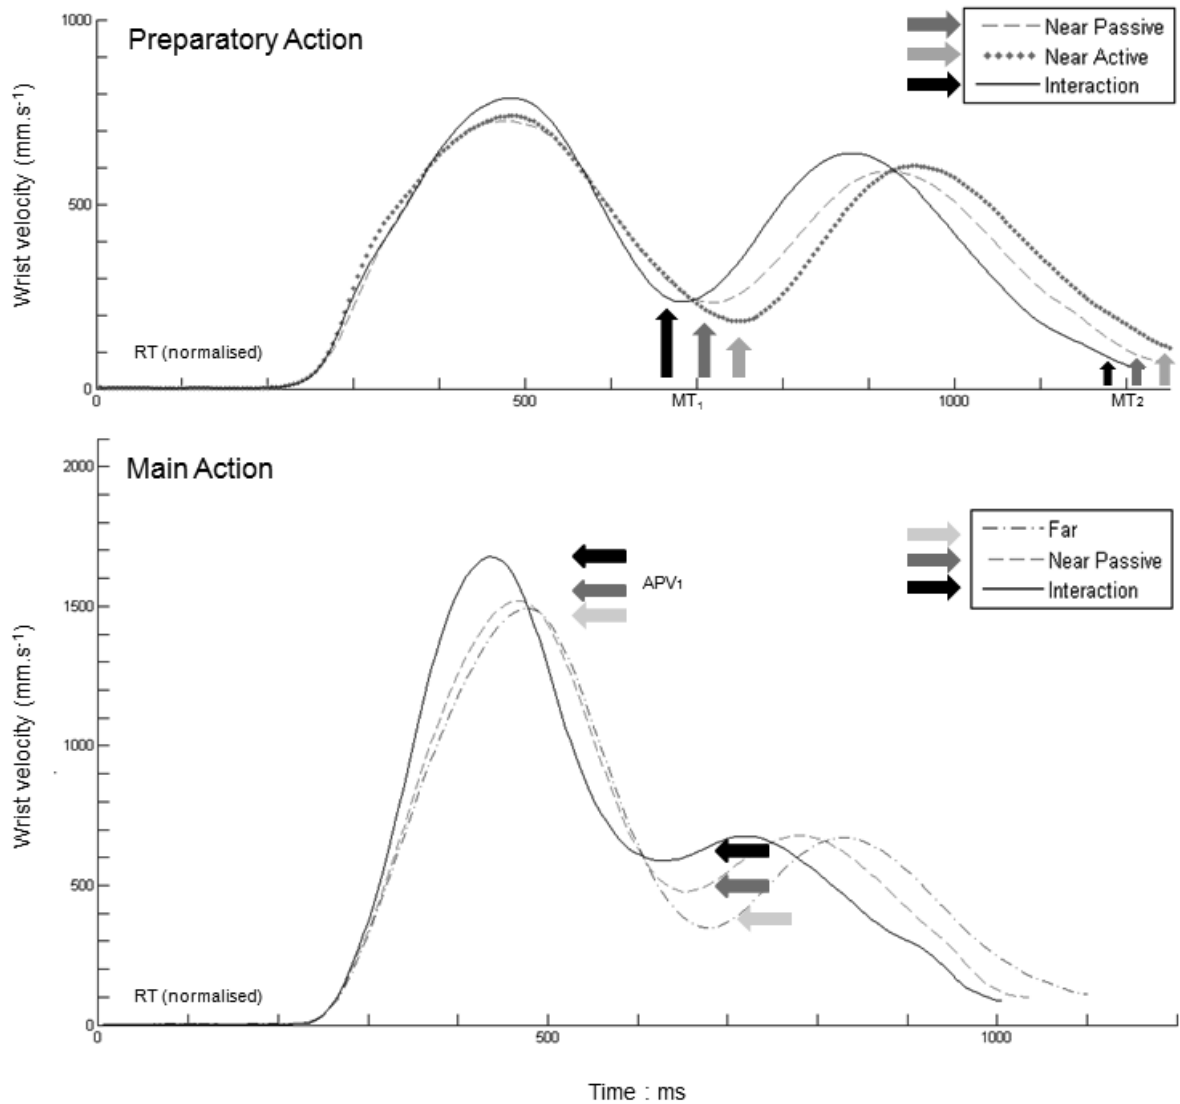 1000
Preparatory Action
Near Passive
Near Active
Interaction
Wrist velocity (mm.s-1)
500
RT (normalised)
0
0
500
MT1
1000
MT2
2000
Main Action
Far
Near Passive
Interaction
APV1
1500
Wrist velocity (mm.s-1)
1000
500
RT (normalised)
0
0
500
1000
Time : ms